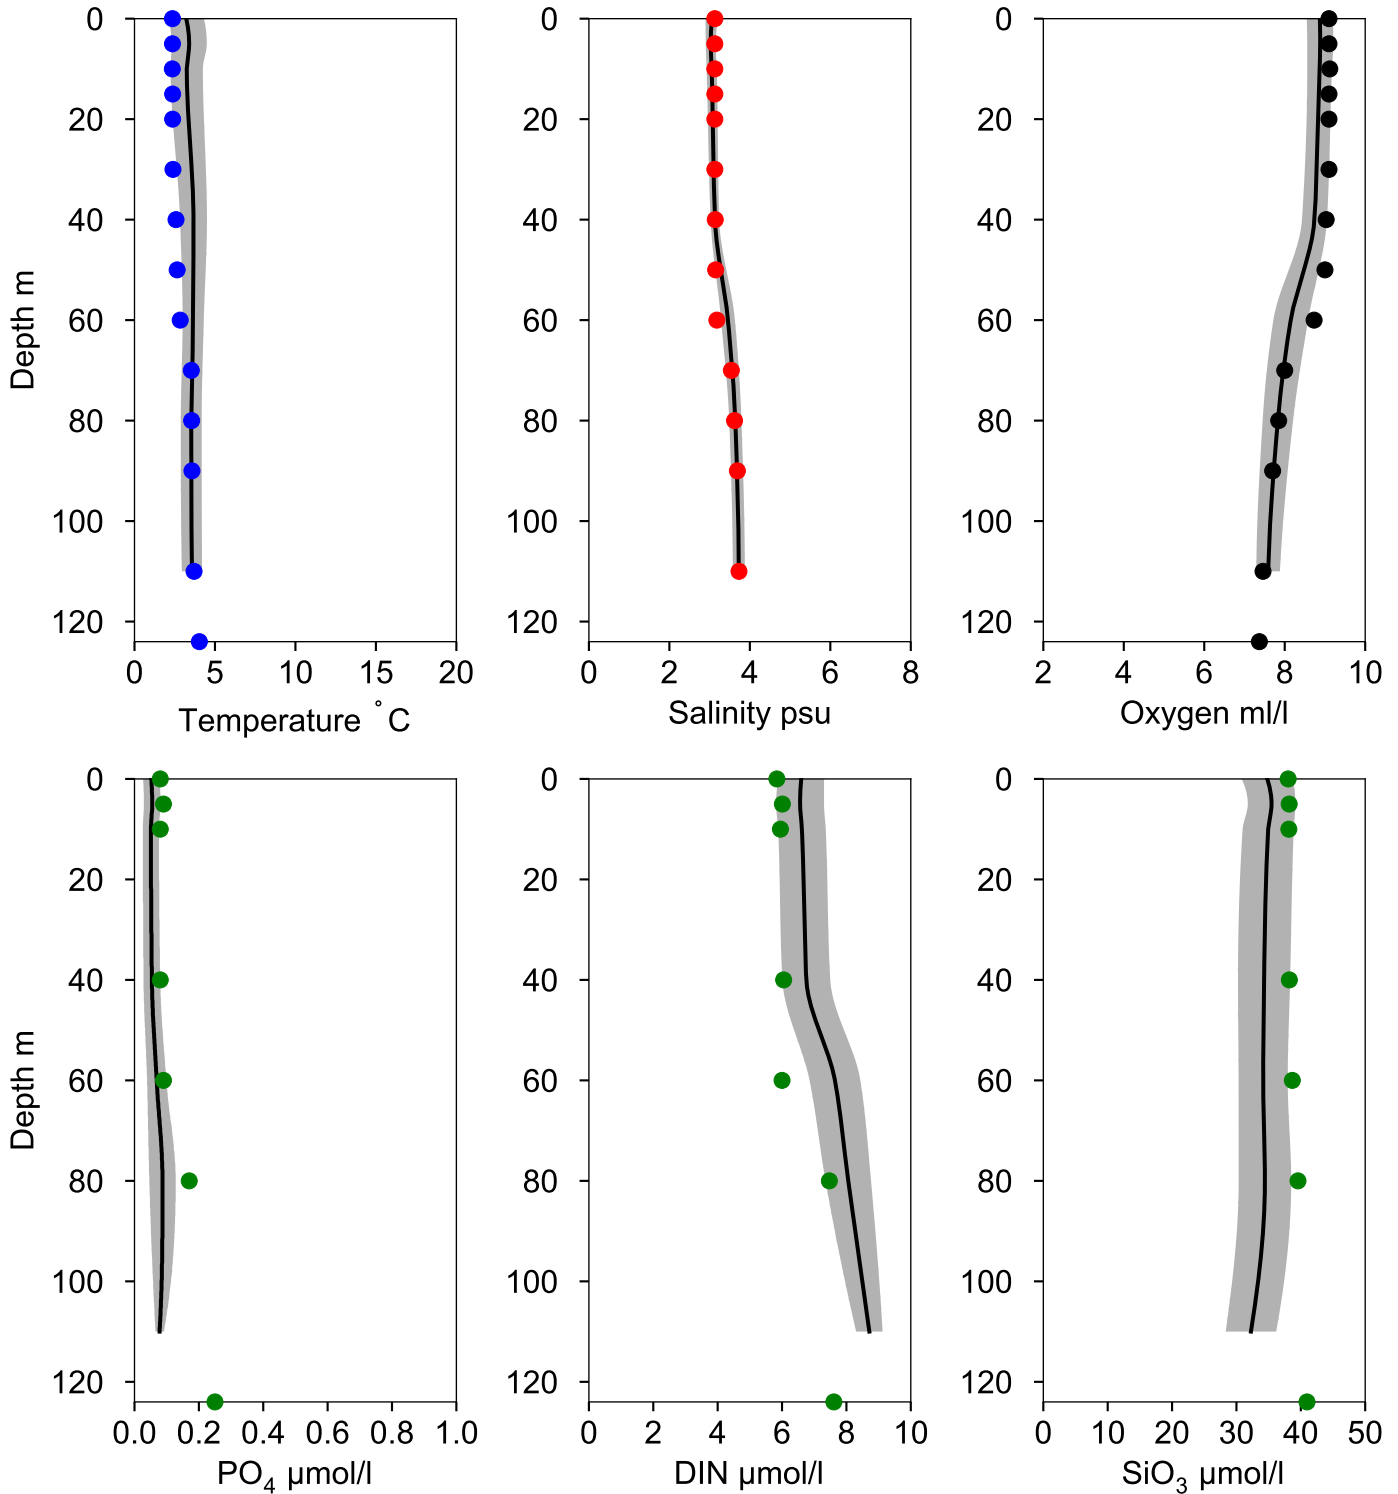 0 0 0
20 20 20
40 40 40
60 60 60
80 80 80
100 100 100
120 120 120
Depth m
0 5 10 15 20 0 2 4 6 8 2 4 6 8 10
Temperature °C Salinity psu Oxygen ml/l
0 0 0
20 20 20
40 40 40
60 60 60
80 80 80
100 100 100
120 120 120
Depth m
0.0 0.2 0.4 0.6 0.8 1.0 0 2 4 6 8 10 0 10 20 30 40 50
PO₄ µmol/l DIN µmol/l SiO₃ µmol/l